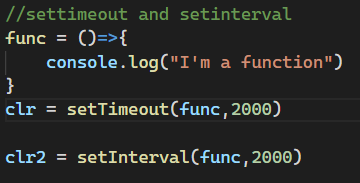 //settimeout and setinterval
func = ()=>{
    console.log("I'm a function")
}
clr = setTimeout(func,2000)
clr2 = setInterval(func,2000)